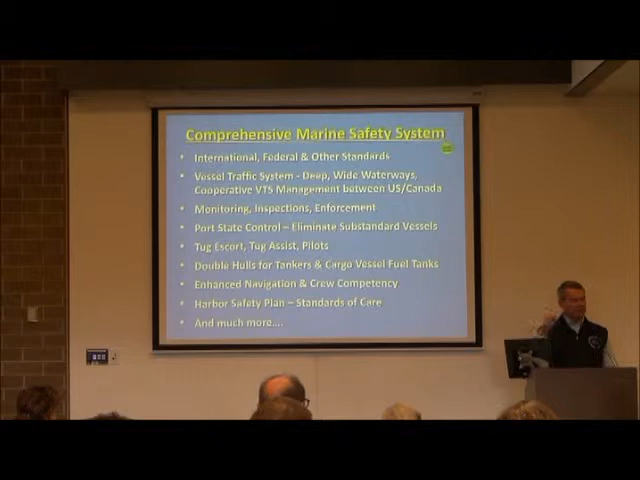 Comprehensive Marine Safety System
• International, Federal & Other Standards
• Vessel Traffic System - Deep, Wide Waterways,
Cooperative VTS Management between US/Canada
• Monitoring, Inspections, Enforcement
• Port State Control – Eliminate Substandard Vessels
• Tug Escort, Tug Assist, Pilots
• Double Hulls for Tankers & Cargo Vessel Fuel Tanks
• Enhanced Navigation & Crew Competency
• Harbor Safety Plan – Standards of Care
• And much more....